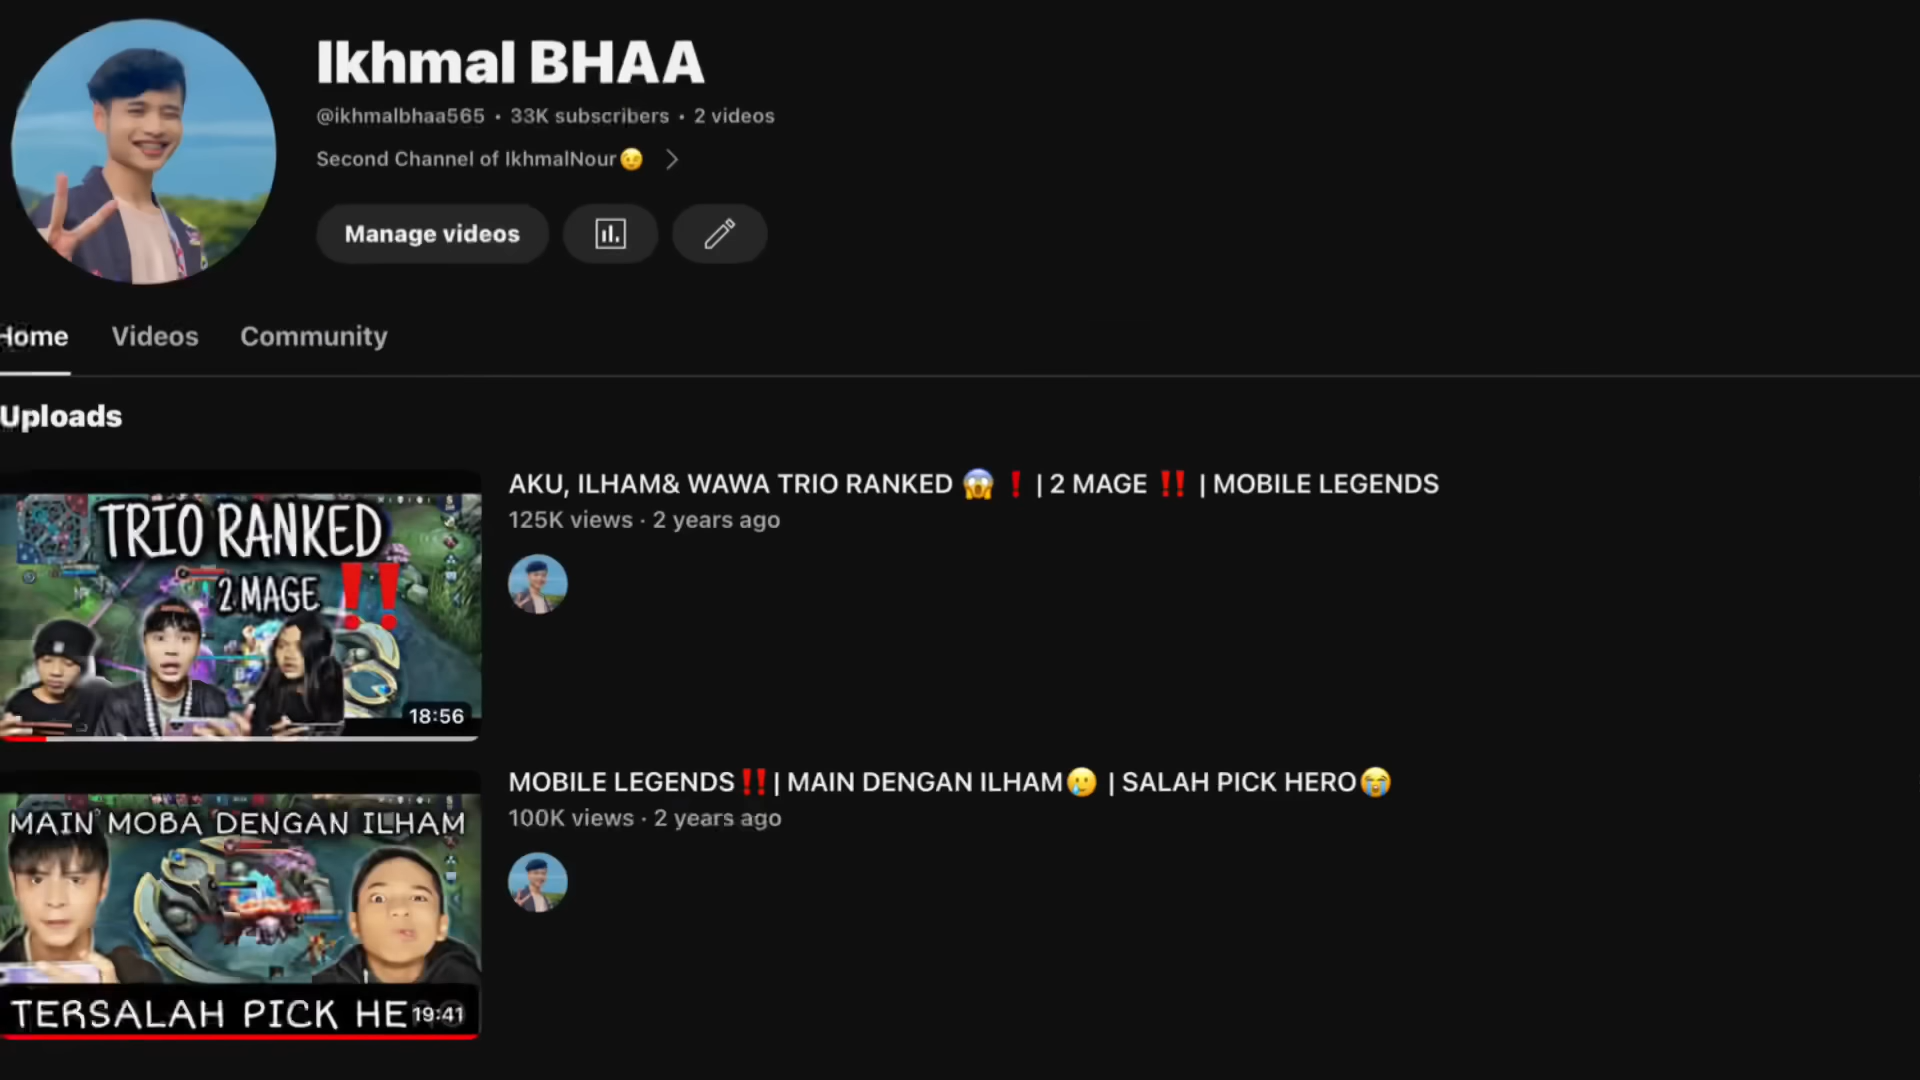 Ikhmal BHAA
@ikhmalbhaa565 • 33K subscribers • 2 videos
Second Channel of IkhmalNour😉
Manage videos
Home Videos Community
Uploads
TRIO RANKED
2 MAGE ‼️
18:56
AKU, ILHAM& WAWA TRIO RANKED 😱❗ | 2 MAGE ‼️ | MOBILE LEGENDS
125K views · 2 years ago
MAIN MOBA DENGAN ILHAM
TERSALAH PICK HERO
19:41
MOBILE LEGENDS‼️| MAIN DENGAN ILHAM🥲 | SALAH PICK HERO😭
100K views · 2 years ago